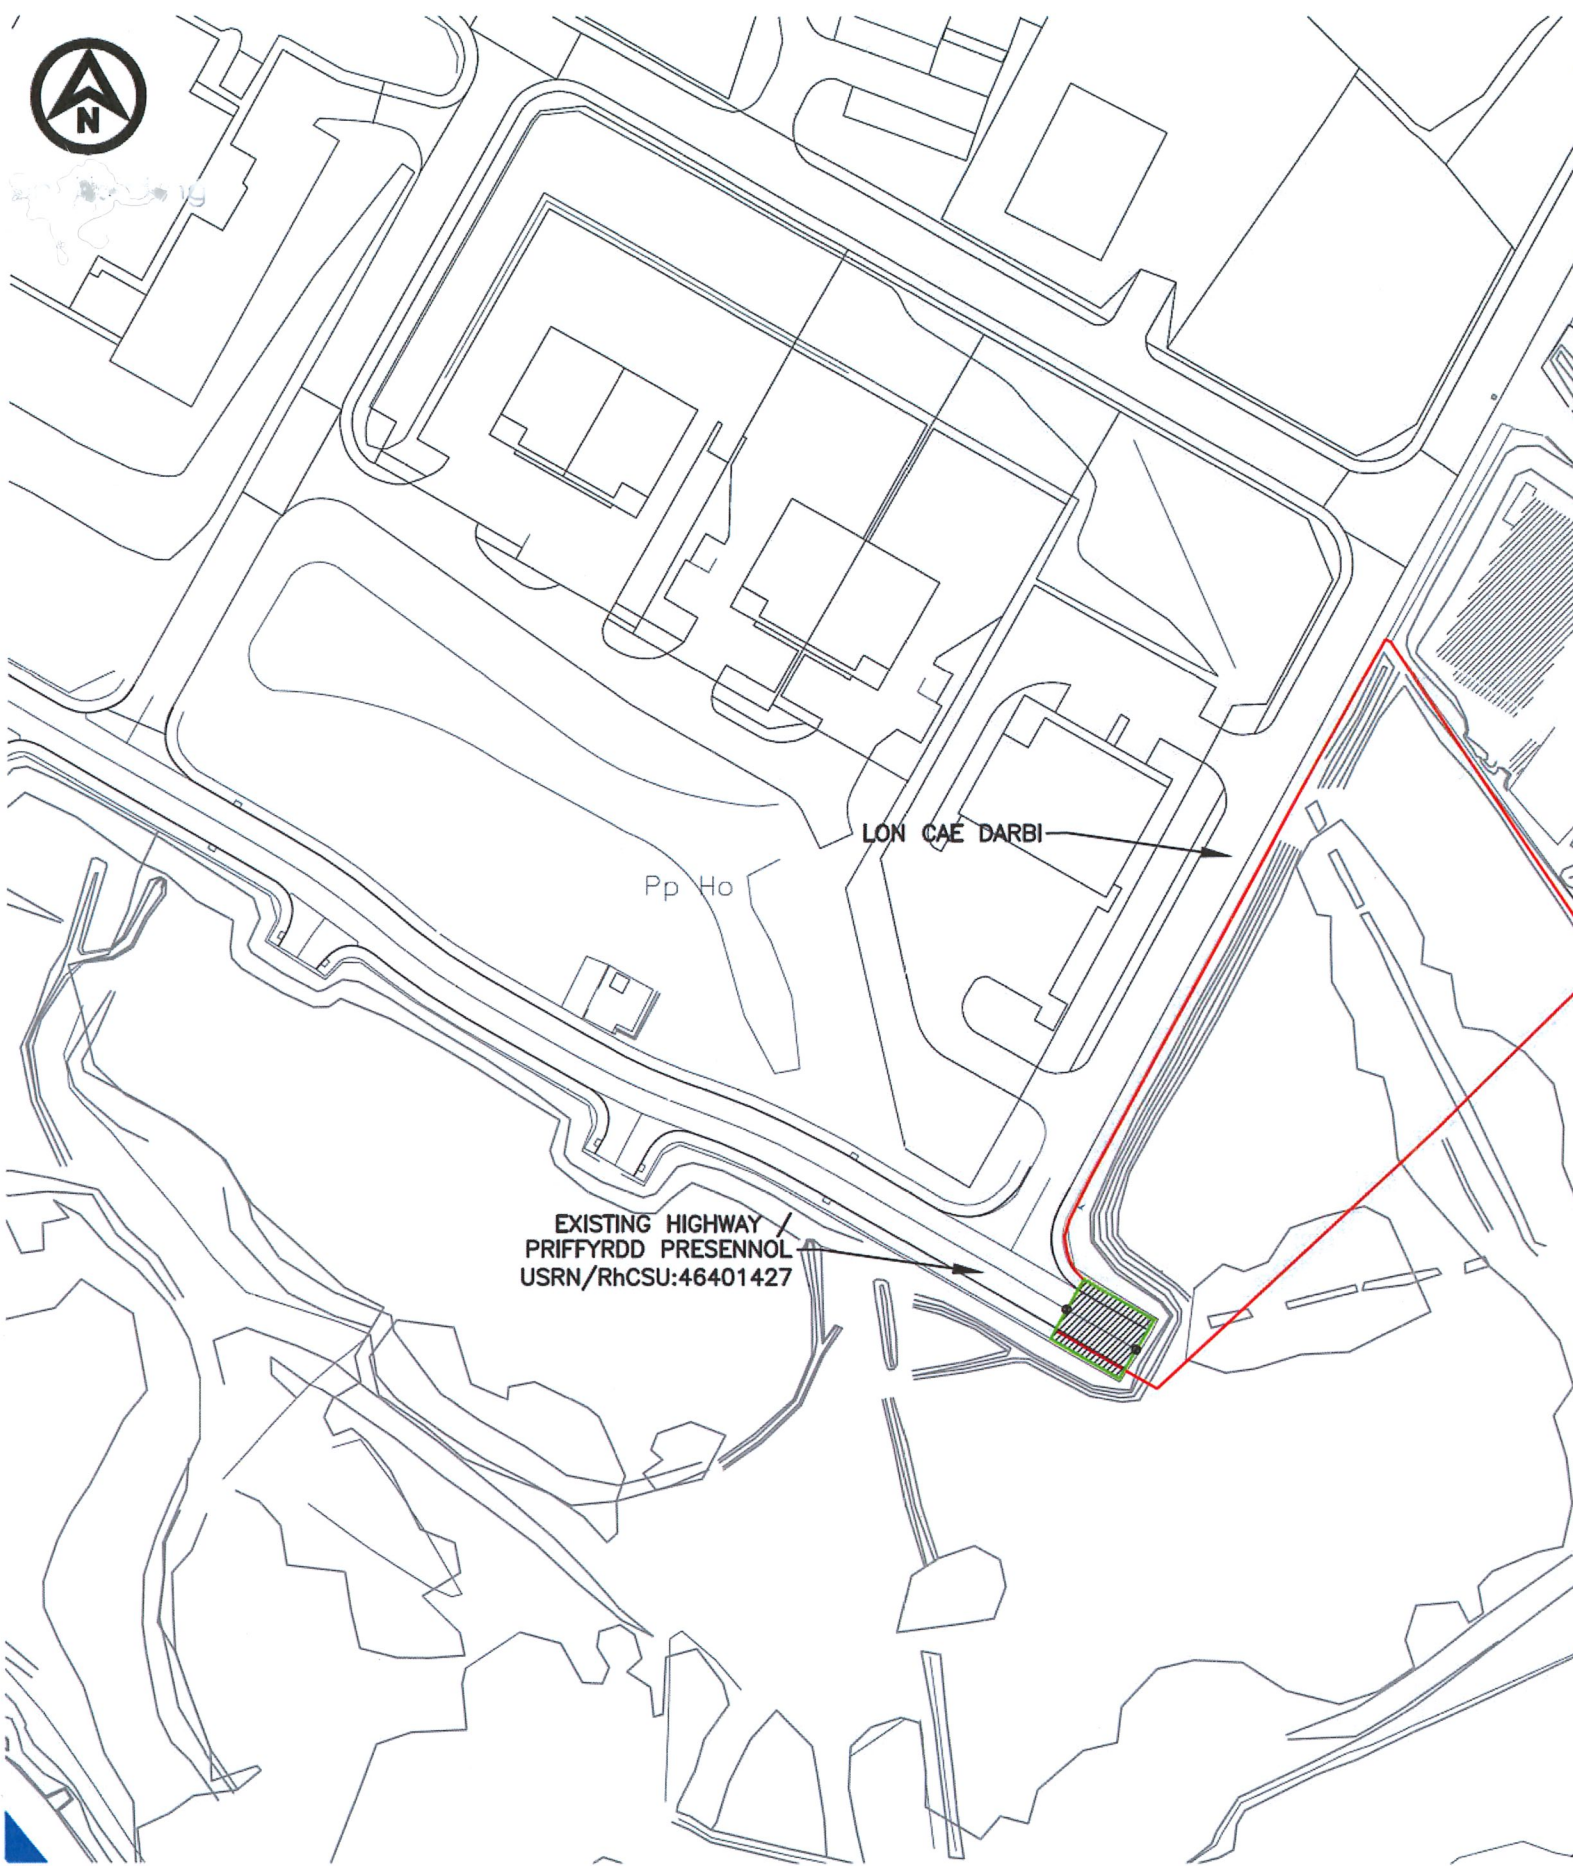 N
LON CAE DARBI
Pp Ho
EXISTING HIGHWAY /
PRIFFYRDD PRESENNOL
USRN/RhCSU:46401427